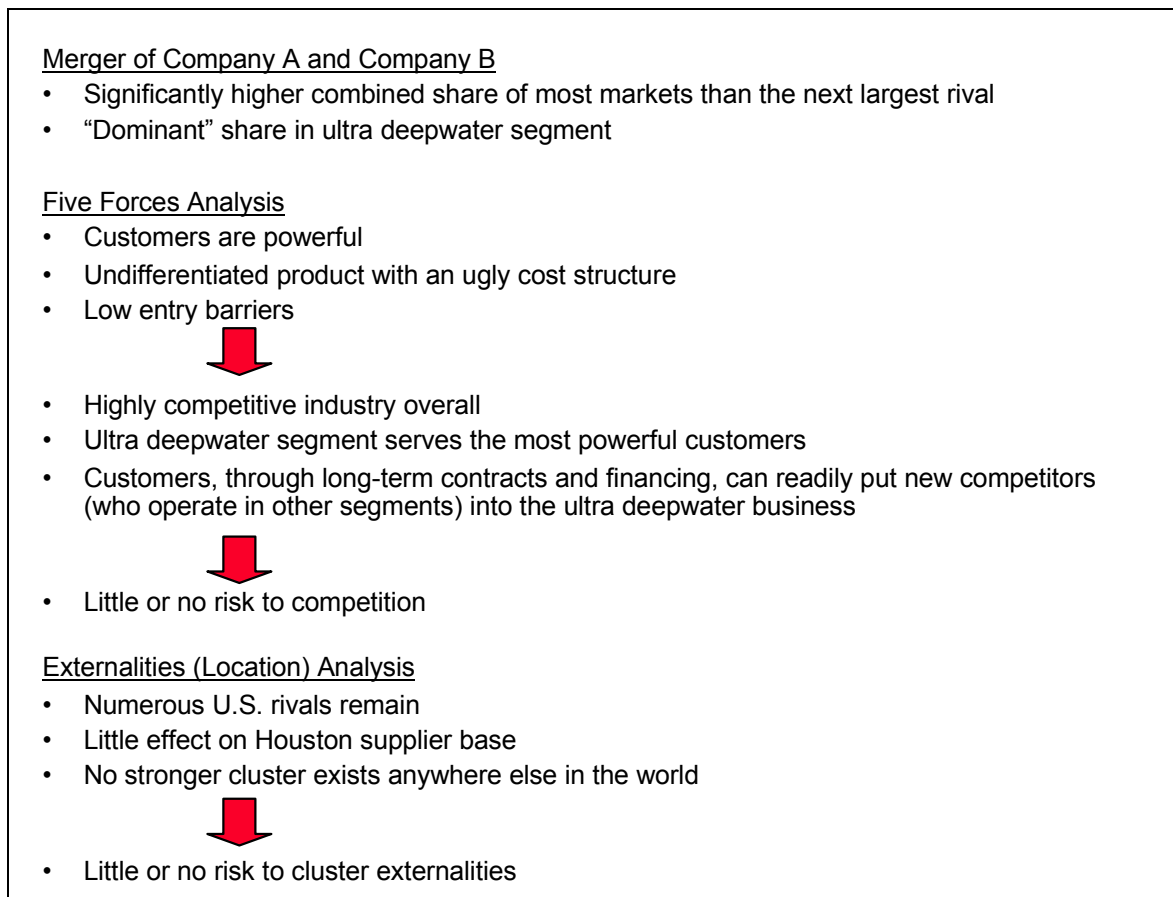 Merger of Company A and Company B
• Significantly higher combined share of most markets than the next largest rival
• “Dominant” share in ultra deepwater segment
Five Forces Analysis
• Customers are powerful
• Undifferentiated product with an ugly cost structure
• Low entry barriers
• Highly competitive industry overall
• Ultra deepwater segment serves the most powerful customers
• Customers, through long-term contracts and financing, can readily put new competitors
(who operate in other segments) into the ultra deepwater business
• Little or no risk to competition
Externalities (Location) Analysis
• Numerous U.S. rivals remain
• Little effect on Houston supplier base
• No stronger cluster exists anywhere else in the world
• Little or no risk to cluster externalities